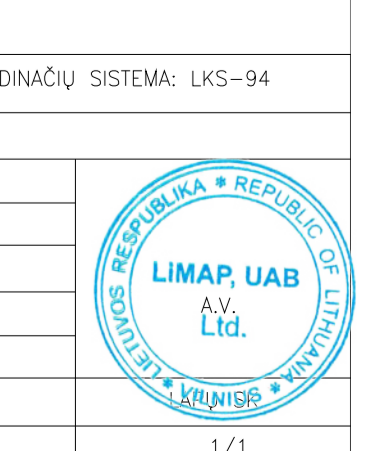 DINAČIŲ SISTEMA: LKS-94
LIETUVOS RESPUBLIKA * REPUBLIC OF LITHUANIA *
LiMAP, UAB
A.V.
Ltd.
* VILNIUS *
LAPŲ SK
1/1